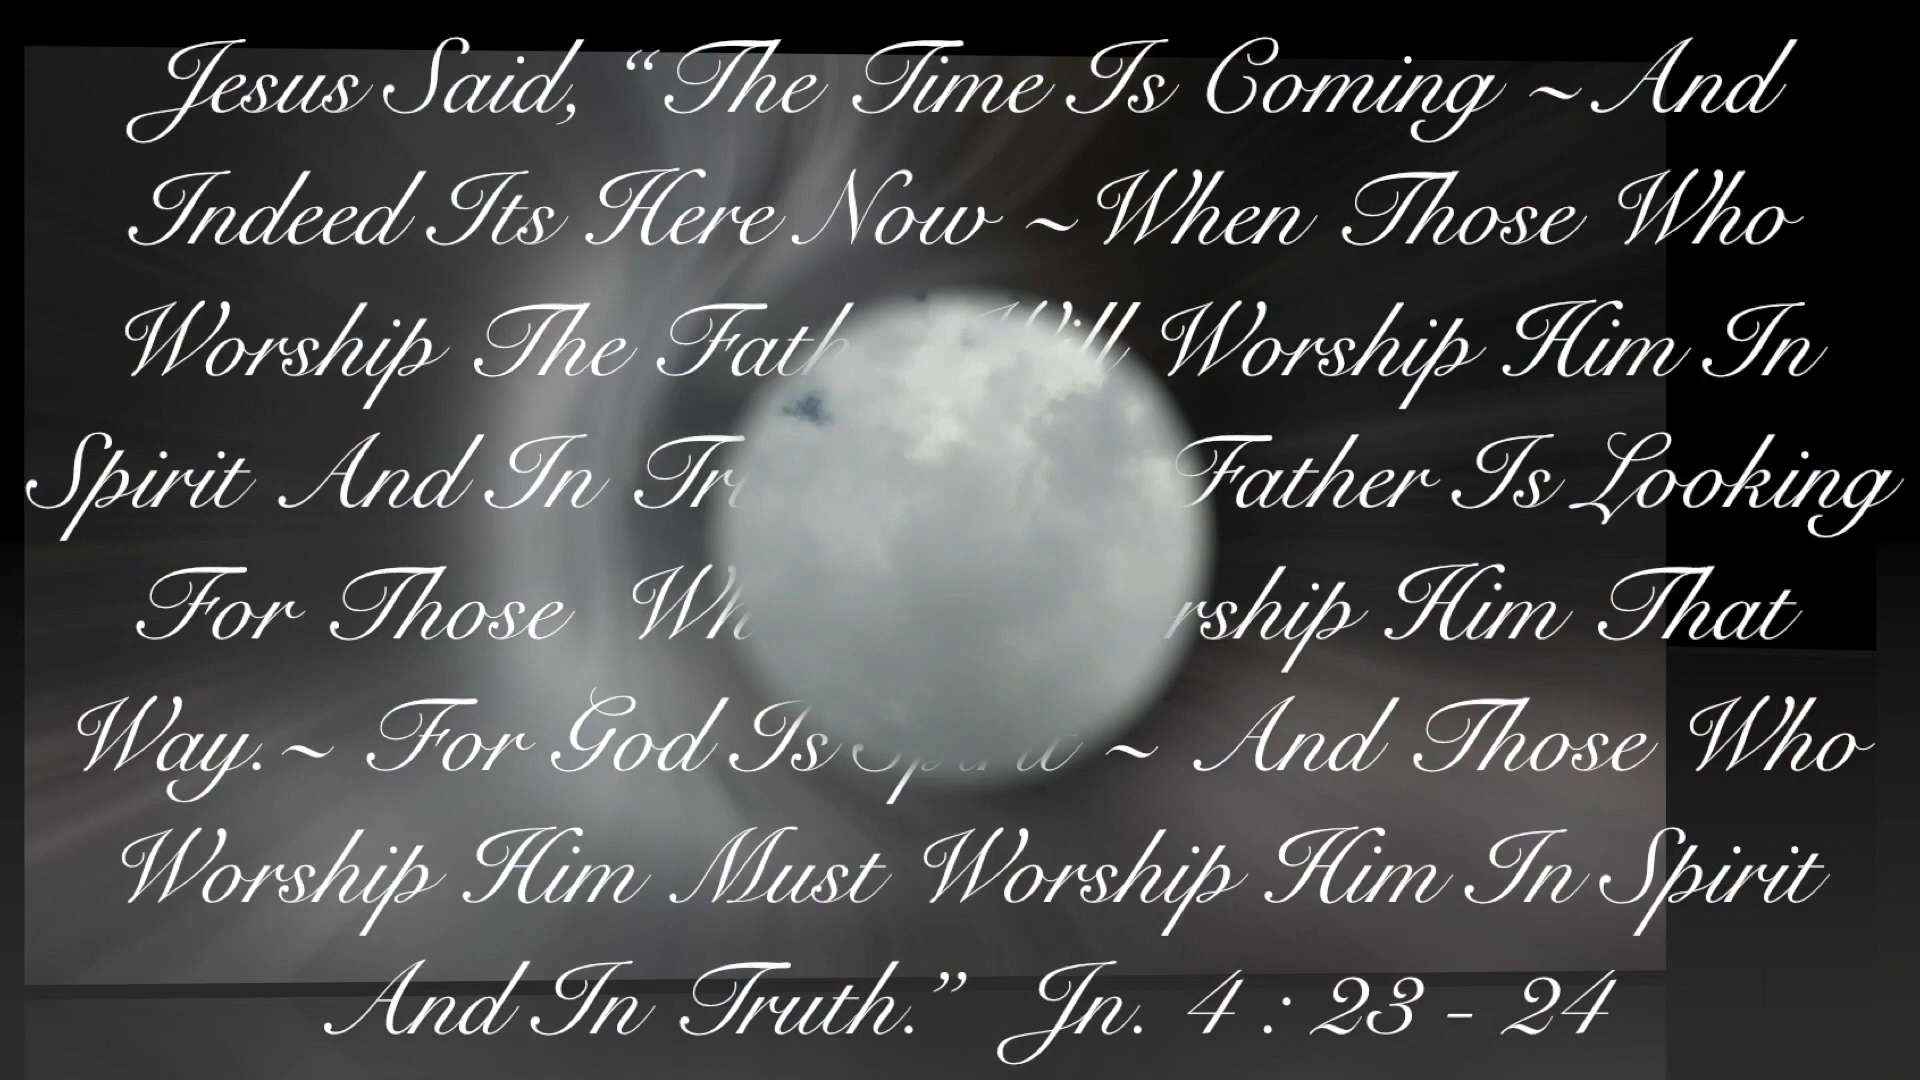 Jesus Said, “The Time Is Coming ~ And
Indeed Its Here Now ~ When Those Who
Worship The Will Worship Him In
Spirit And In Father Is Looking
For Those Him That
Way. ~ For God Is Spirit ~ And Those Who
Worship Him Must Worship Him In Spirit
And In Truth.” Jn. 4 : 23 - 24